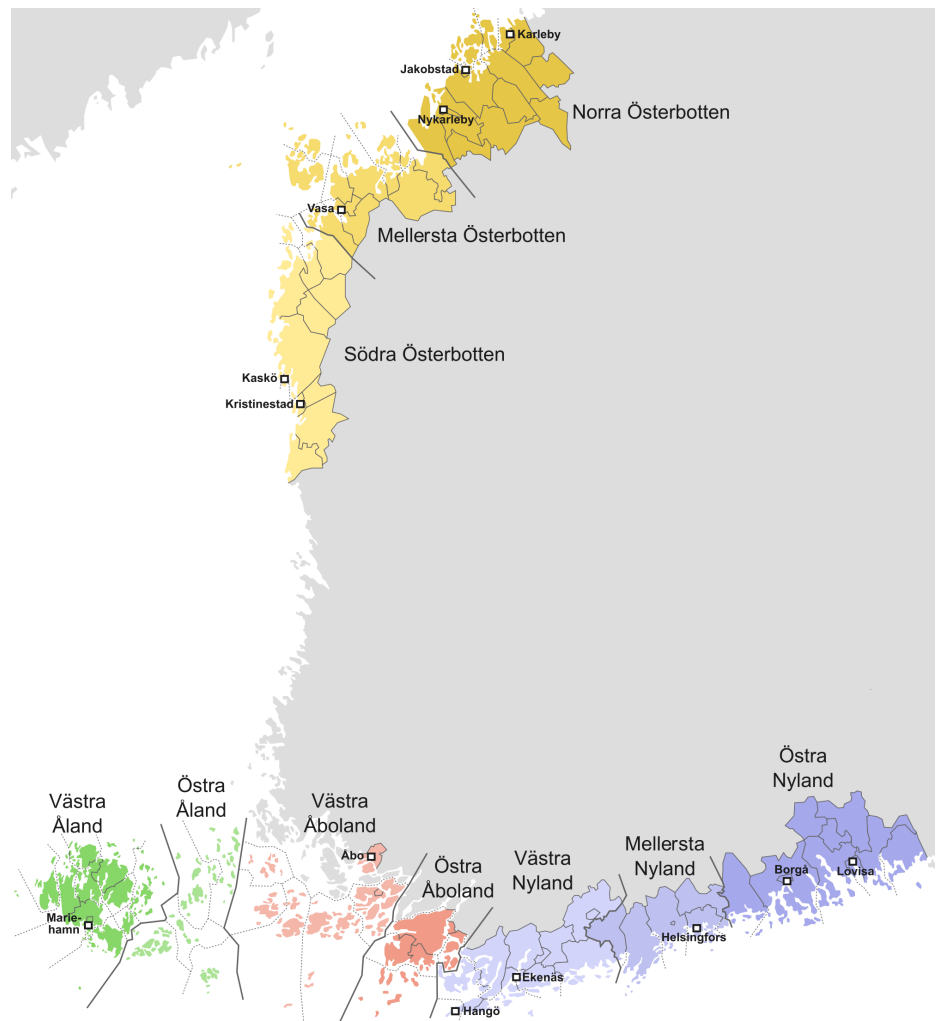 Karleby
Jakobstad
Norra Österbotten
Nykarleby
Vasa
Mellersta Österbotten
Södra Österbotten
Kaskö
Kristinestad
Östra
Nyland
Östra
Åland
Västra
Åland
Västra
Åboland
Mellersta
Nyland
Västra
Nyland
Östra
Åboland
Åbo
Borgå
Lovisa
Marie-
hamn
Helsingfors
Ekenäs
Hangö